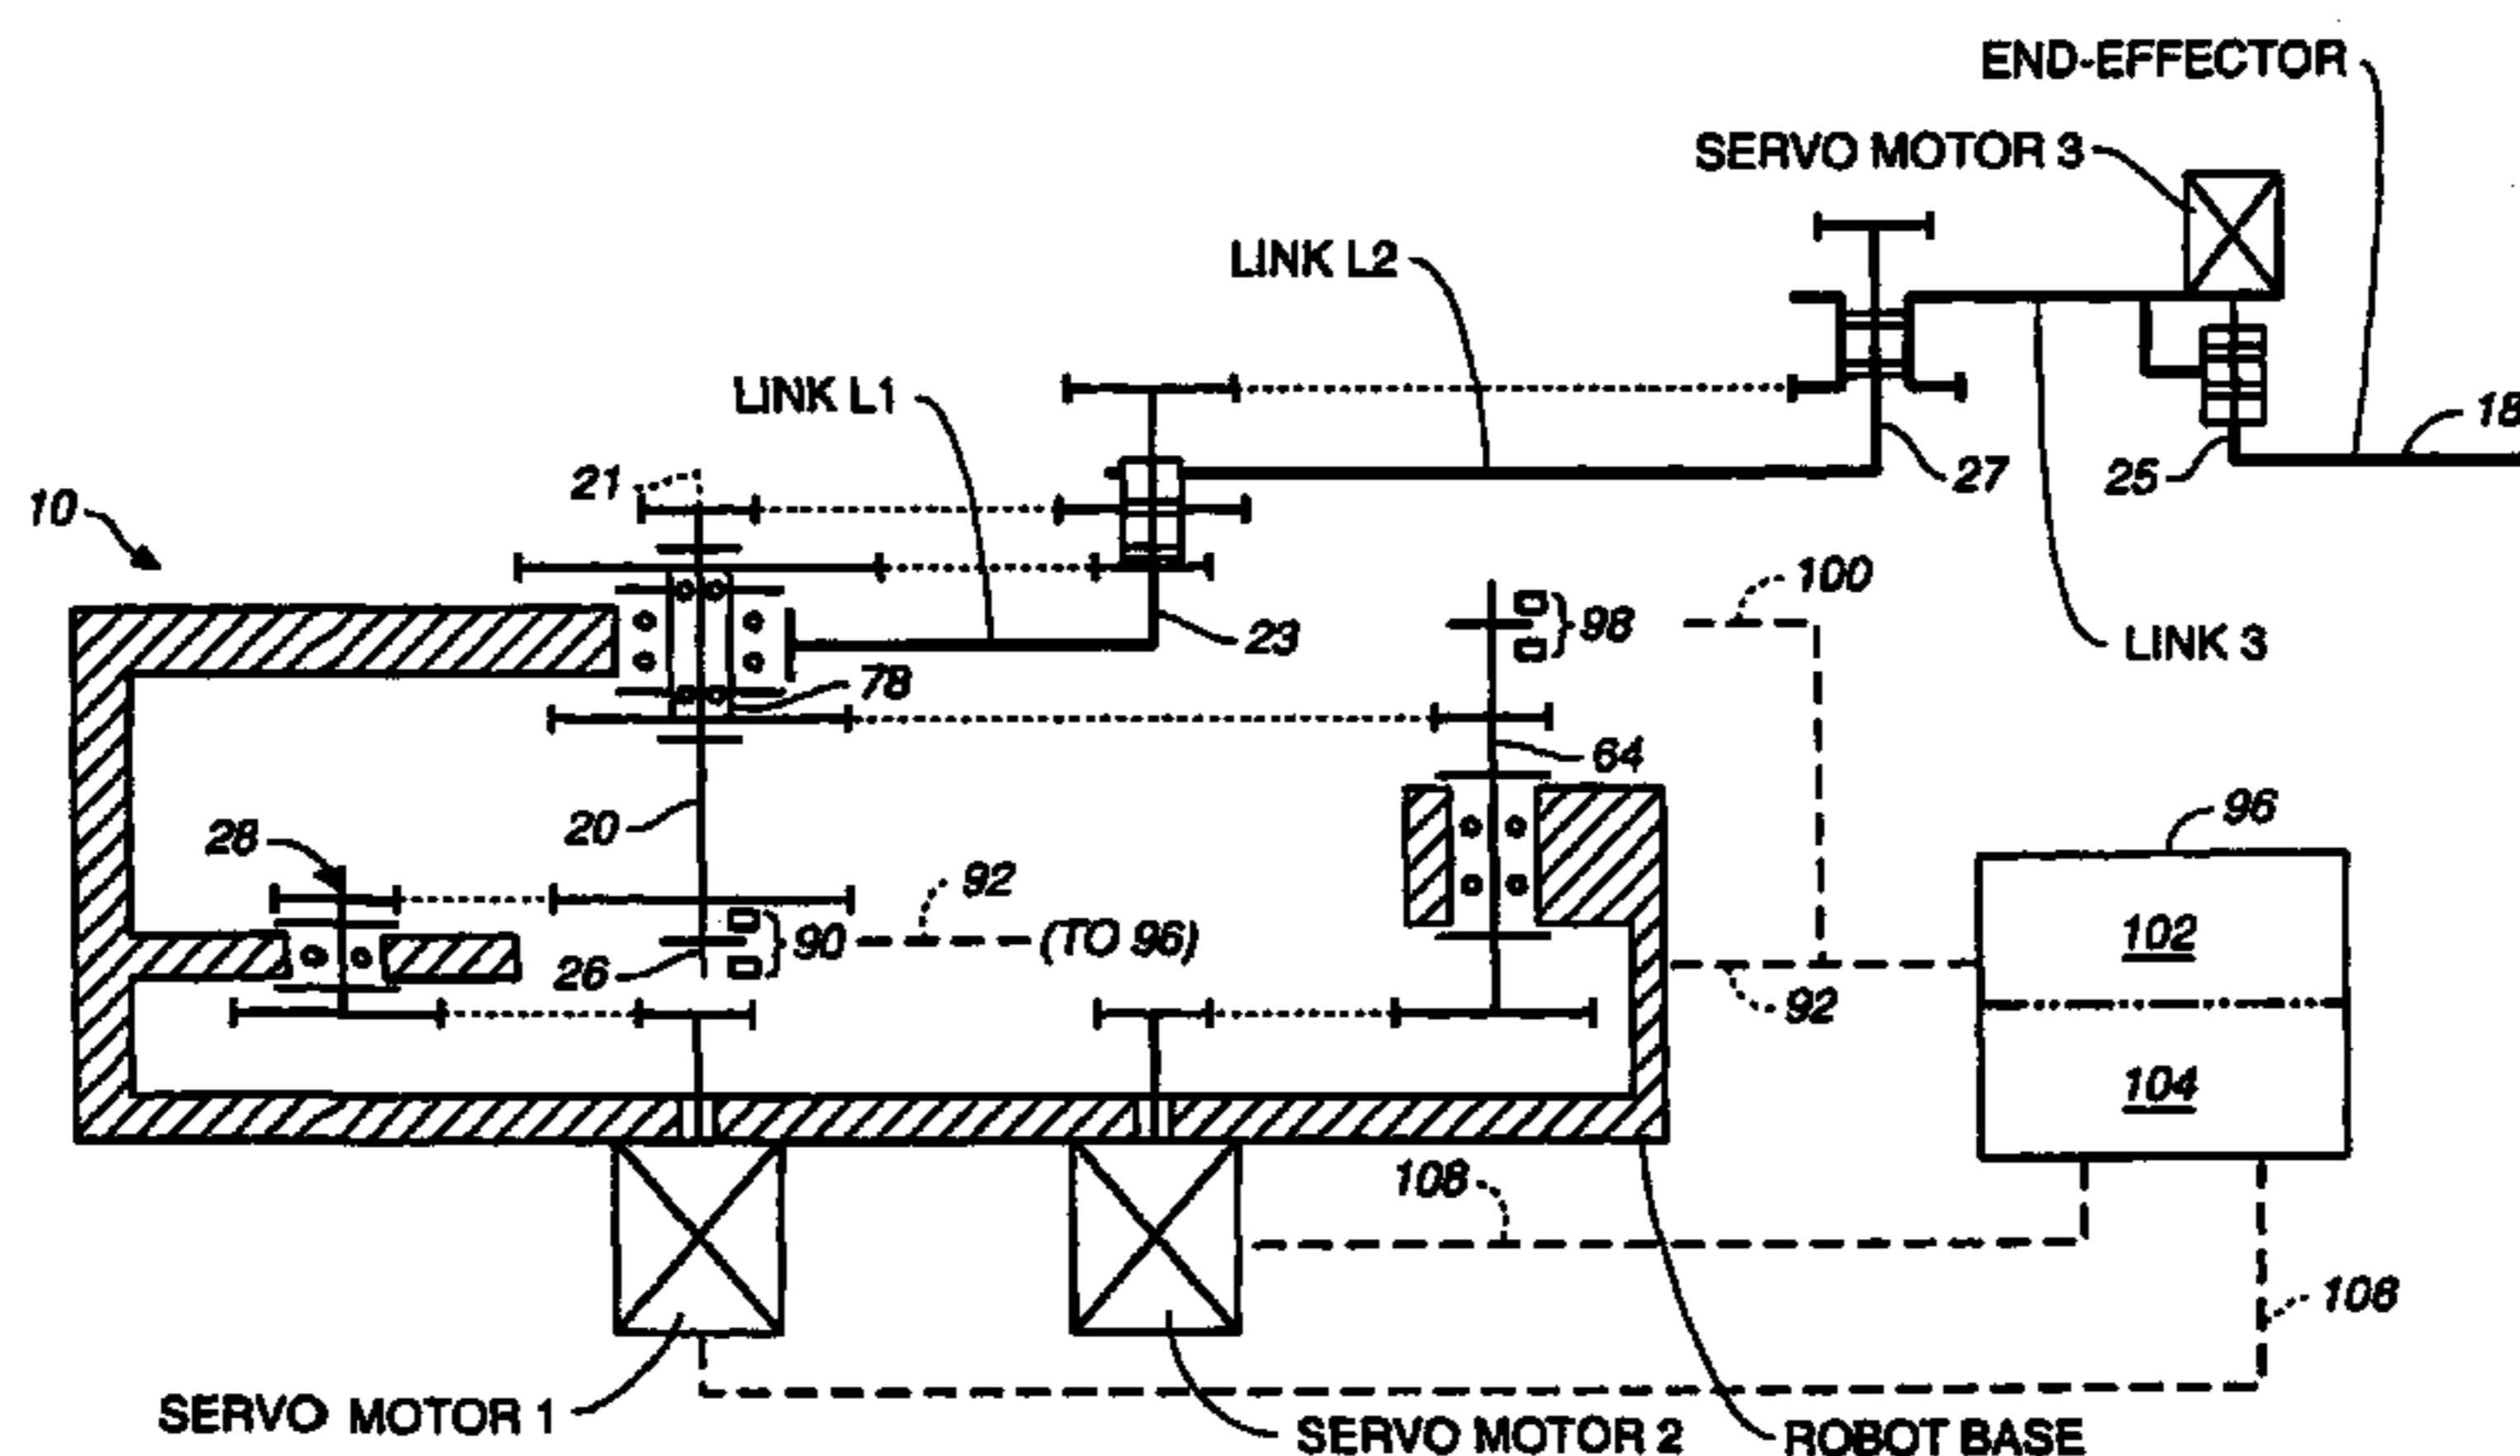 END-EFFECTOR
SERVO MOTOR 3
LINK L2
LINK L1
18
21
27
25
10
100
98
23
LINK 3
78
64
20
96
28
92
90
(TO 96)
26
102
92
104
108
108
SERVO MOTOR 1
SERVO MOTOR 2
ROBOT BASE